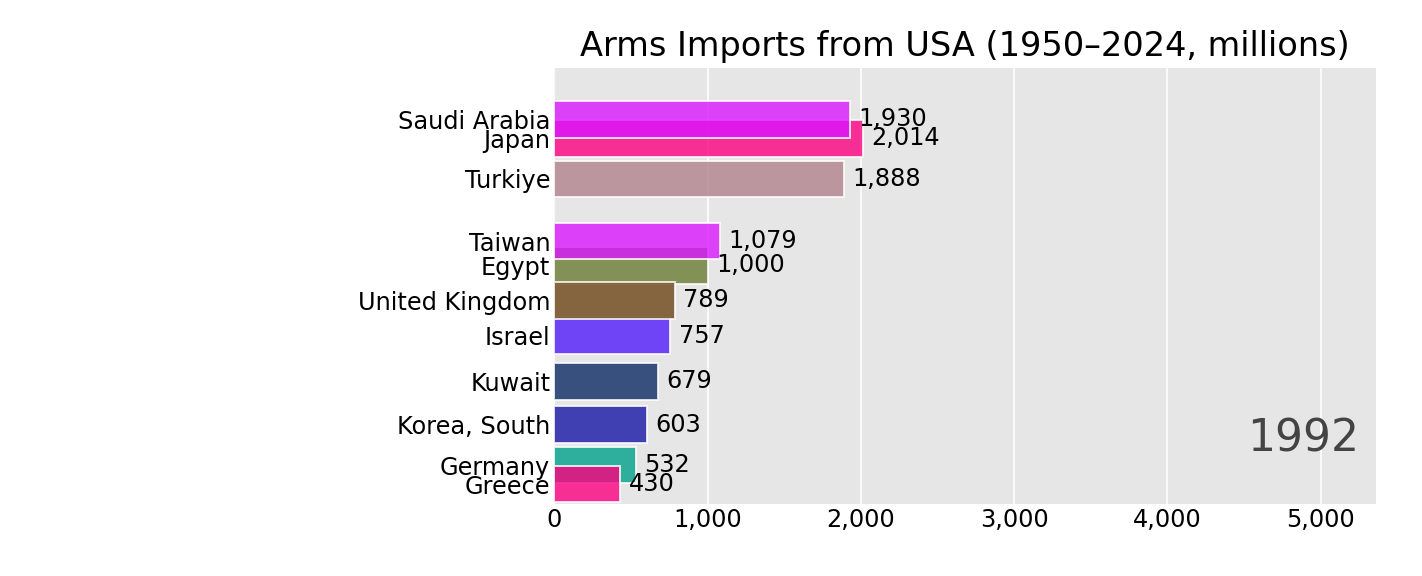 Arms Imports from USA (1950–2024, millions)
Saudi Arabia 1,930
Japan 2,014
Turkiye 1,888
Taiwan 1,079
Egypt 1,000
United Kingdom 789
Israel 757
Kuwait 679
Korea, South 603
1992
Germany 532
Greece 430
0 1,000 2,000 3,000 4,000 5,000